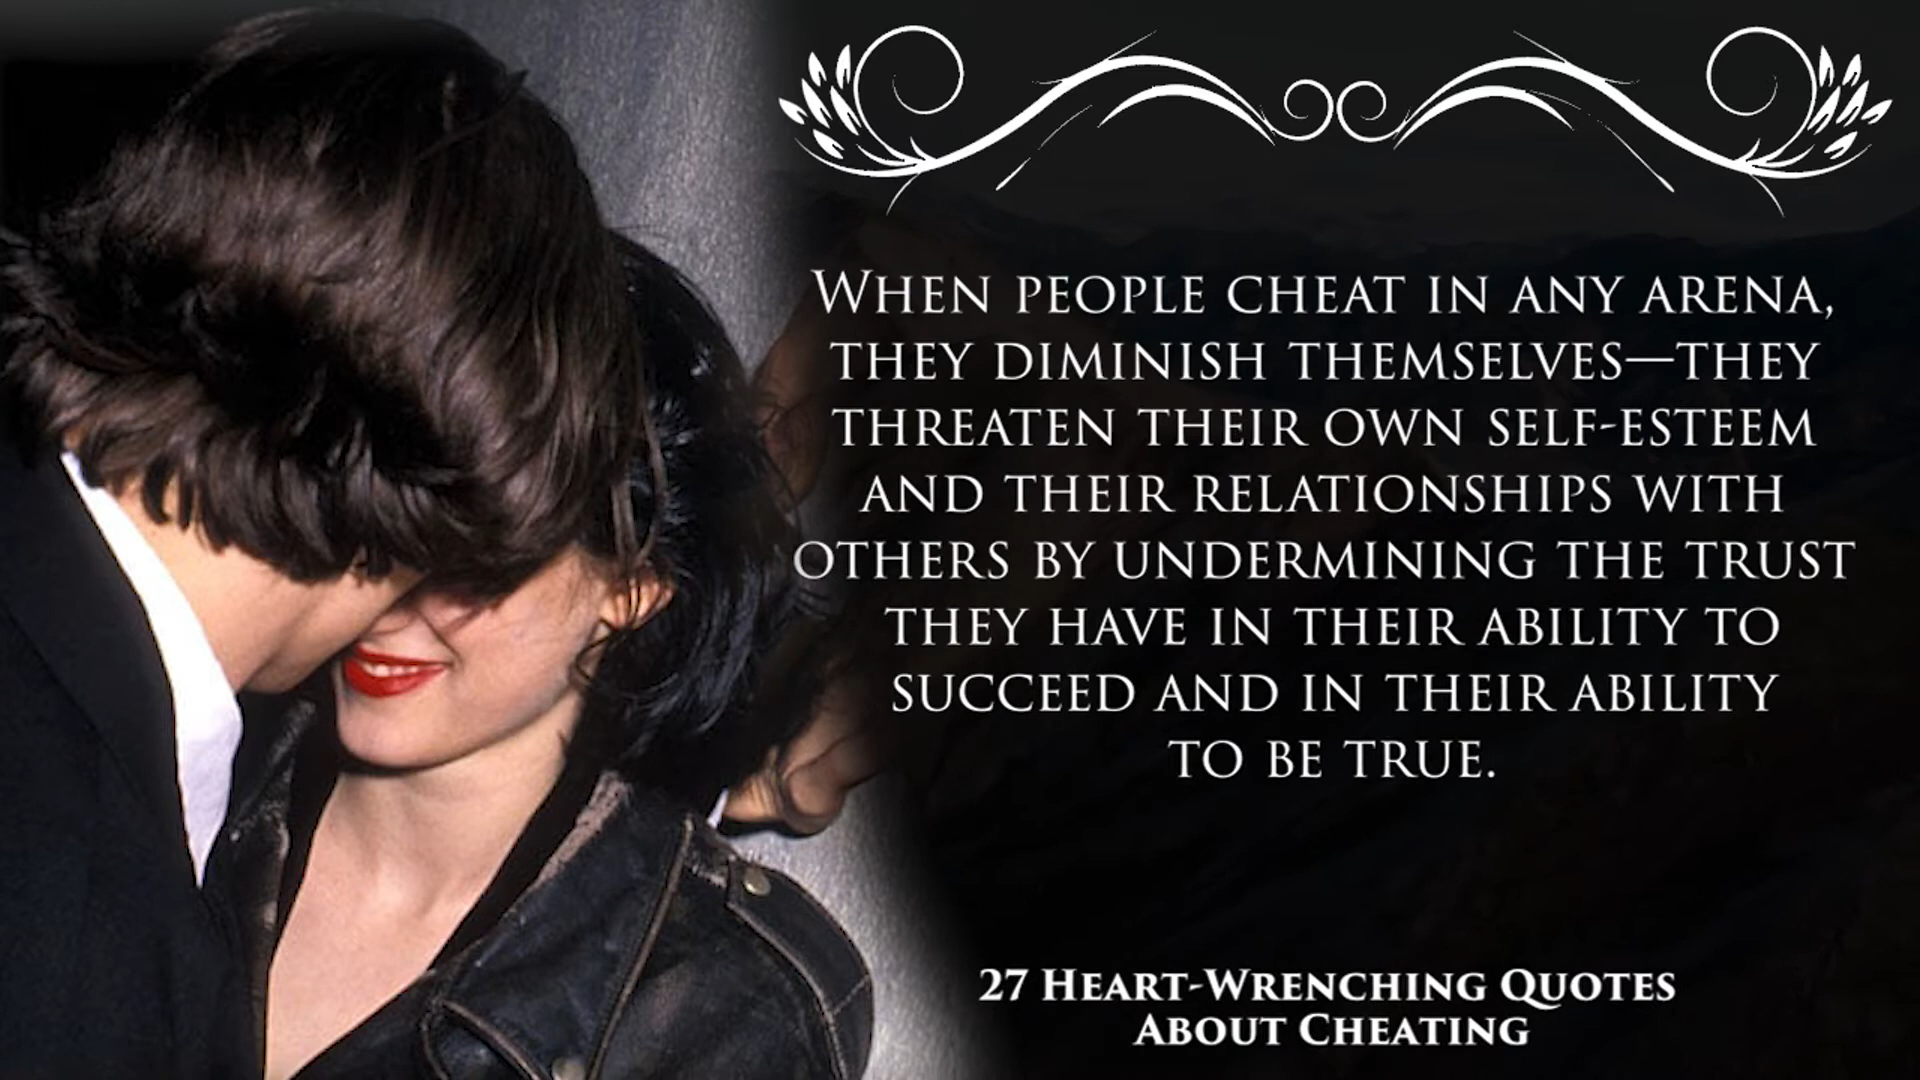 When people cheat in any arena,
they diminish themselves—they
threaten their own self-esteem
and their relationships with
others by undermining the trust
they have in their ability to
succeed and in their ability
to be true.
27 Heart-Wrenching Quotes
About Cheating